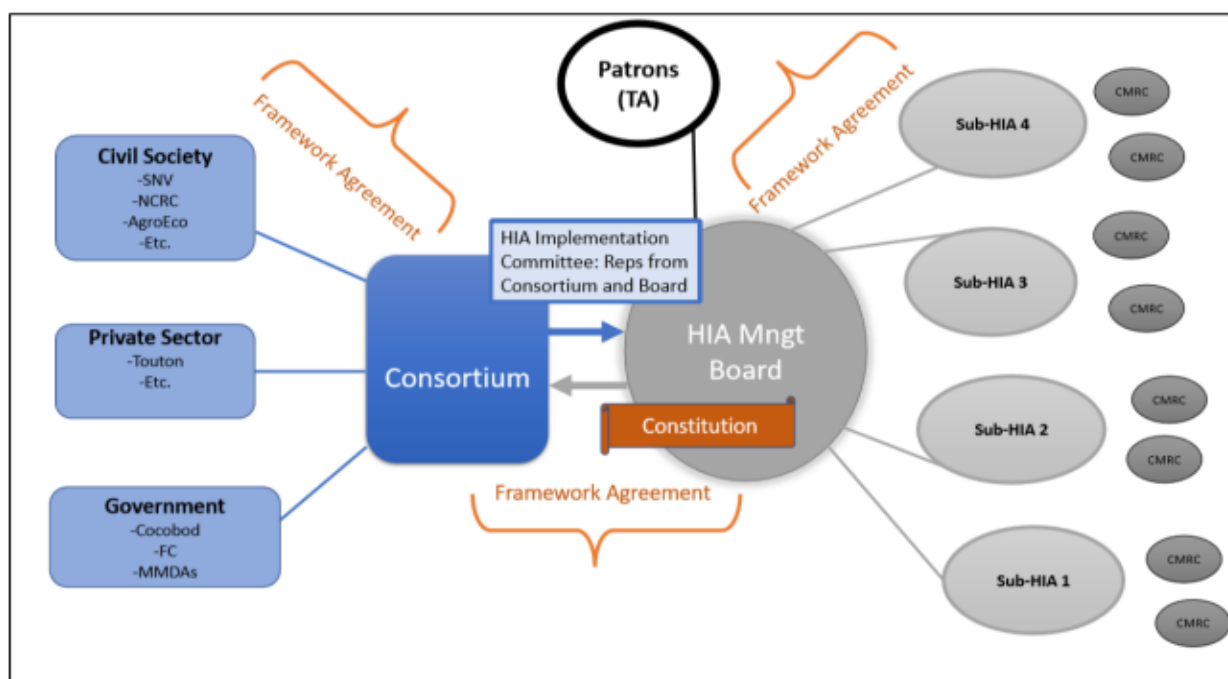 Patrons
(TA)
Framework Agreement
Framework Agreement
Civil Society
-SNV
-NCRC
-AgroEco
-Etc.
Private Sector
-Touton
-Etc.
Government
-Cocobod
-FC
-MMDAs
HIA Implementation
Committee: Reps from
Consortium and Board
Consortium
HIA Mngt
Board
Constitution
Framework Agreement
Sub-HIA 4
CMRC
CMRC
Sub-HIA 3
CMRC
CMRC
Sub-HIA 2
CMRC
CMRC
Sub-HIA 1
CMRC
CMRC